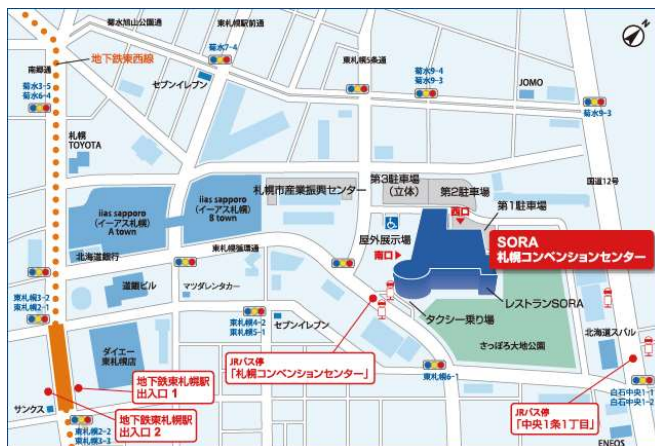 菊水旭山公園通
東札幌駅前通
南郷通
地下鉄東西線
菊水7-4
東札幌5条通
菊水3-5
菊水6-4
セブンイレブン
菊水9-4
菊水9-3
JOMO
菊水9-3
札幌
TOYOTA
国道12号
札幌市産業振興センター
第3駐車場
(立体)
第2駐車場
第1駐車場
iias sapporo
(イーアス札幌)
A town
iias sapporo
(イーアス札幌)
B town
屋外展示場
西口
南口
SORA
札幌コンベンションセンター
北海道銀行
東札幌循環通
道銀ビル
マツダレンタカー
レストランSORA
タクシー乗り場
東札幌3-2
東札幌2-1
東札幌4-2
東札幌5-1
セブンイレブン
さっぽろ大地公園
北海道スバル
ダイエー
東札幌店
JRバス停
「札幌コンベンションセンター」
東札幌6-1
地下鉄東札幌駅
出入口 1
サンクス
地下鉄東札幌駅
出入口 2
JRバス停
「中央1条1丁目」
白石中央1-1
白石中央1-2
東札幌2-2
東札幌3-3
ENEOS